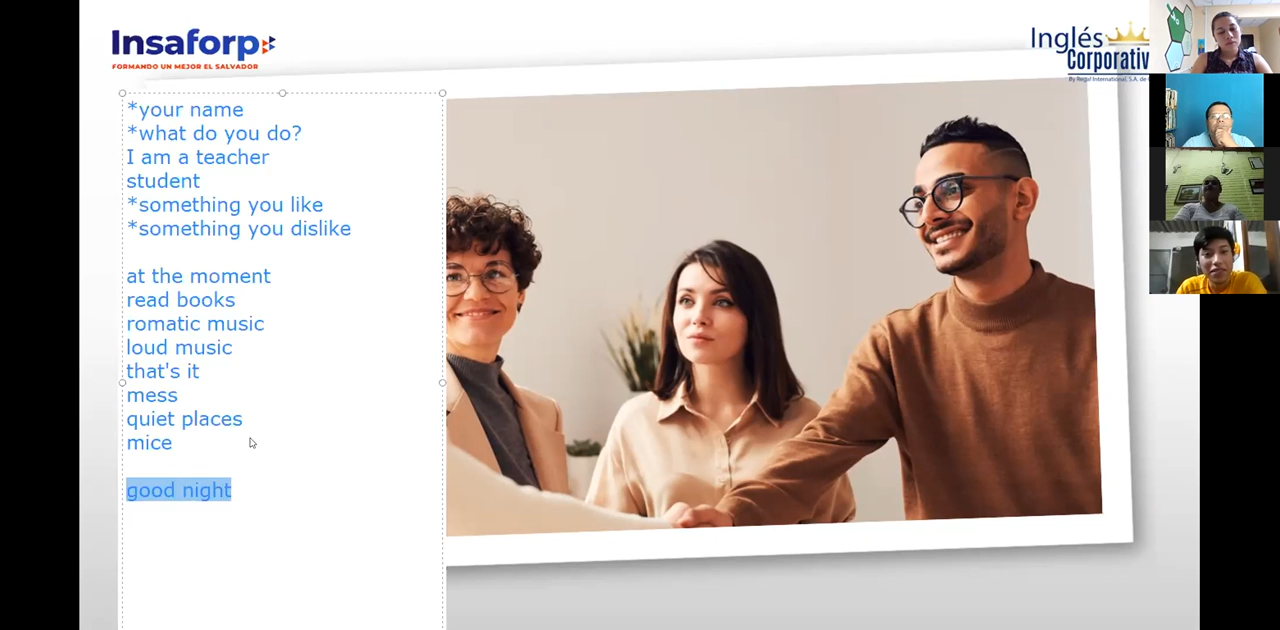 Insaforp
FORMANDO UN MEJOR EL SALVADOR
Inglés
Corporativ
*your name
*what do you do?
I am a teacher
student
*something you like
*something you dislike
at the moment
read books
romatic music
loud music
that's it
mess
quiet places
mice
good night